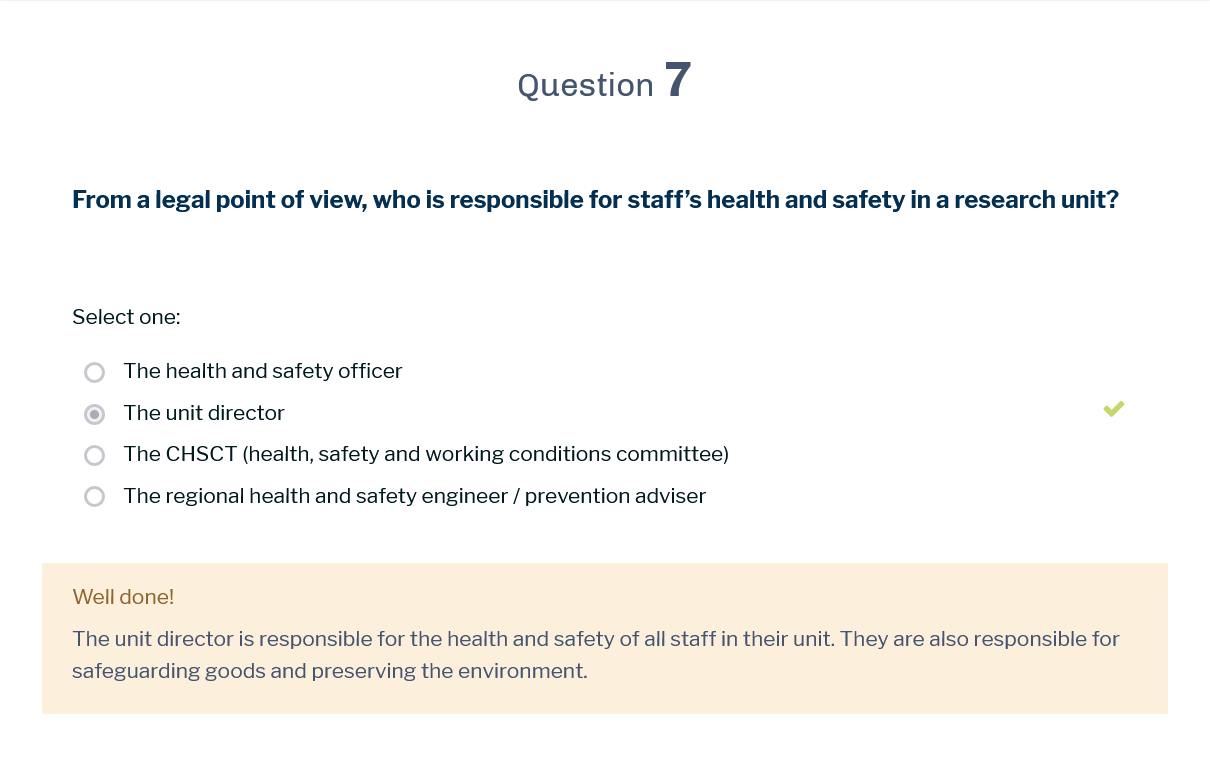 Question 7
From a legal point of view, who is responsible for staff’s health and safety in a research unit?
Select one:
The health and safety officer
The unit director
The CHSCT (health, safety and working conditions committee)
The regional health and safety engineer / prevention adviser
Well done!
The unit director is responsible for the health and safety of all staff in their unit. They are also responsible for
safeguarding goods and preserving the environment.